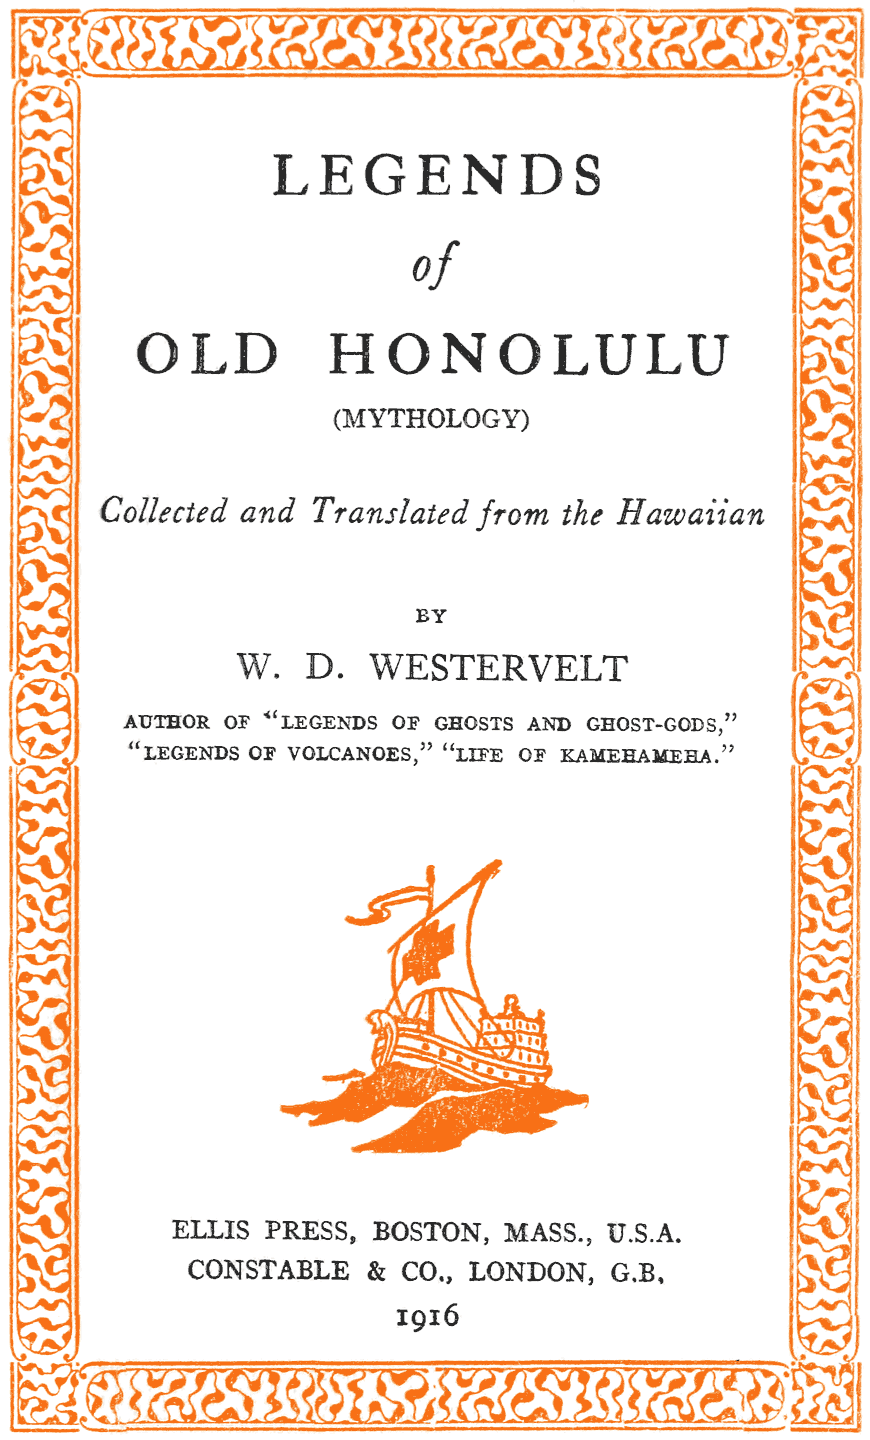 LEGENDS
of
OLD HONOLULU
(MYTHOLOGY)
Collected and Translated from the Hawaiian
BY
W. D. WESTERVELT
AUTHOR OF “LEGENDS OF GHOSTS AND GHOST-GODS,”
“LEGENDS OF VOLCANOES,” “LIFE OF KAMEHAMEHA.”
ELLIS PRESS, BOSTON, MASS., U.S.A.
CONSTABLE & CO., LONDON, G.B.
1916